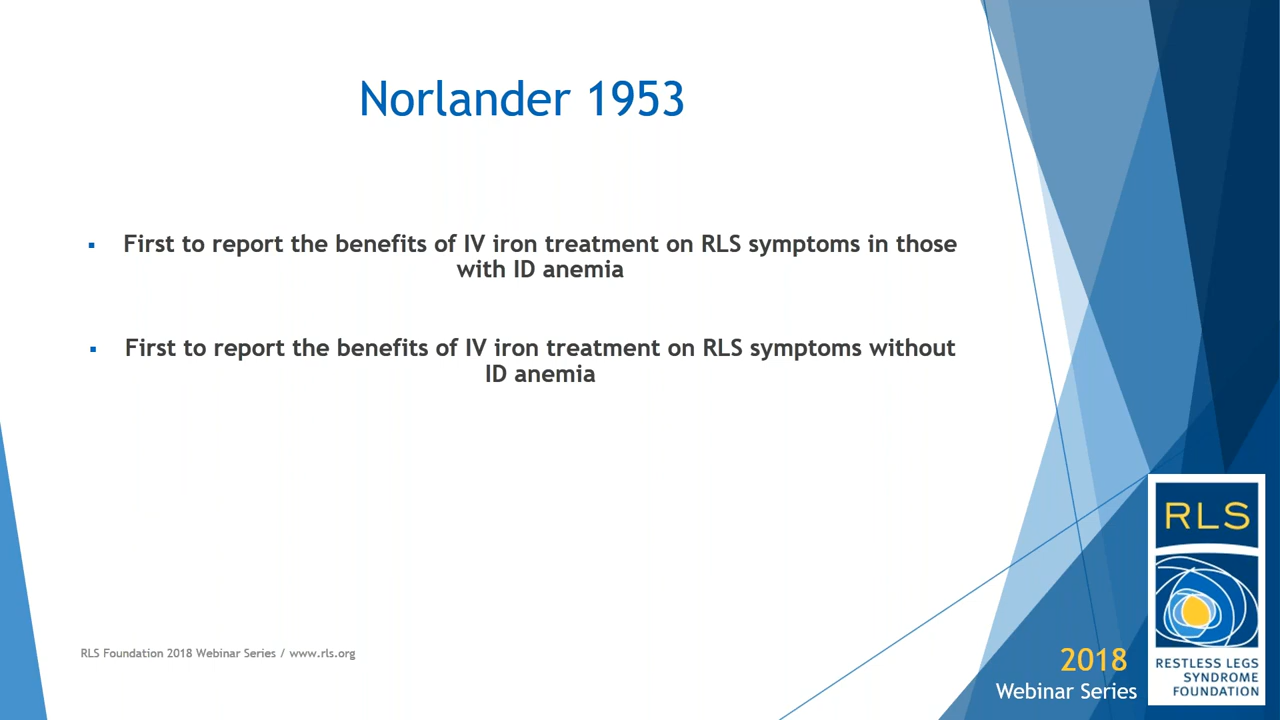 Norlander 1953
▪ First to report the benefits of IV iron treatment on RLS symptoms in those
with ID anemia
▪ First to report the benefits of IV iron treatment on RLS symptoms without
ID anemia
RLS Foundation 2018 Webinar Series / www.rls.org
2018
Webinar Series
RLS
RESTLESS LEGS
SYNDROME
FOUNDATION